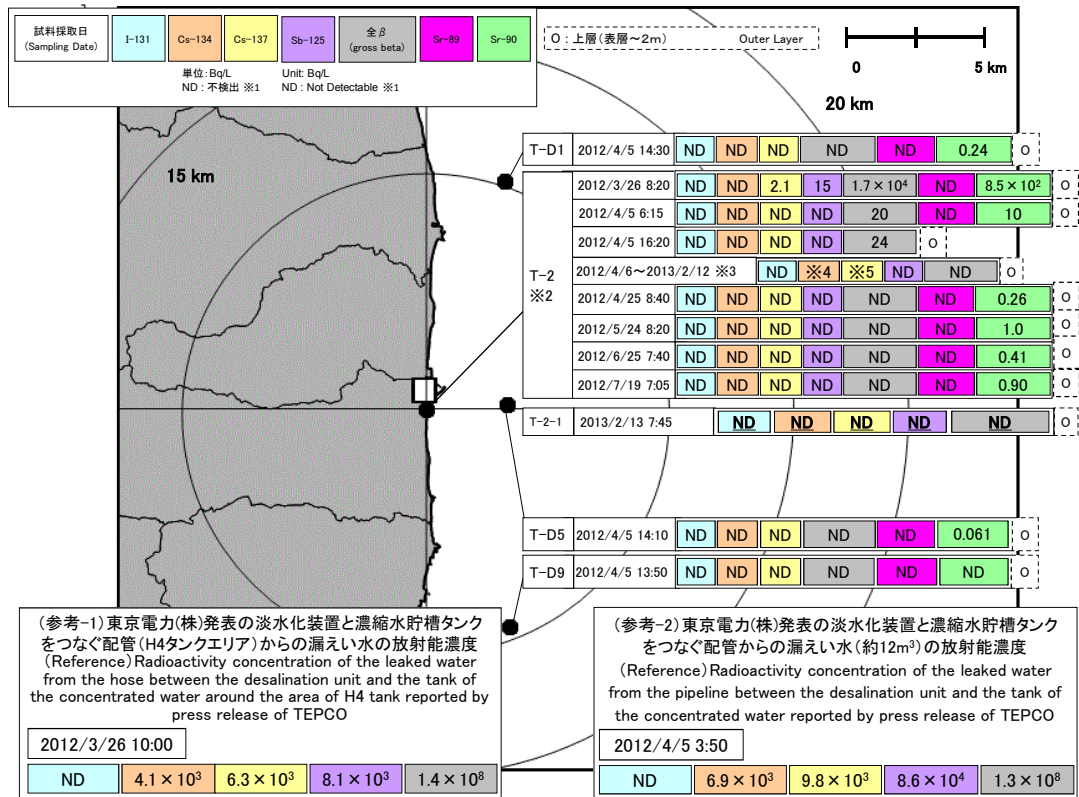 試料採取日
(Sampling Date)
I-131
Cs-134
Cs-137
Sb-125
全β
(gross beta)
Sr-89
Sr-90
単位: Bq/L
Unit: Bq/L
ND : 不検出 ※1
ND : Not Detectable ※1
O : 上層(表層～2m)
Outer Layer
0
5 km
20 km
15 km
T-D1 2012/4/5 14:30 ND ND ND ND ND 0.24 O
T-2
※2
2012/3/26 8:20 ND ND 2.1 15 1.7×10⁴ ND 8.5×10² O
2012/4/5 6:15 ND ND ND ND 20 ND 10 O
2012/4/5 16:20 ND ND ND ND 24 O
2012/4/6～2013/2/12 ※3 ND ※4 ※5 ND ND O
2012/4/25 8:40 ND ND ND ND ND ND 0.26 O
2012/5/24 8:20 ND ND ND ND ND ND 1.0 O
2012/6/25 7:40 ND ND ND ND ND ND 0.41 O
2012/7/19 7:05 ND ND ND ND ND ND 0.90 O
T-2-1 2013/2/13 7:45 ND ND ND ND ND O
T-D5 2012/4/5 14:10 ND ND ND ND ND 0.061 O
T-D9 2012/4/5 13:50 ND ND ND ND ND ND O
(参考-1)東京電力(株)発表の淡水化装置と濃縮水貯槽タンク
をつなぐ配管(H4タンクエリア)からの漏えい水の放射能濃度
(Reference)Radioactivity concentration of the leaked water
from the hose between the desalination unit and the tank of
the concentrated water around the area of H4 tank reported by
press release of TEPCO
2012/3/26 10:00
ND 4.1×10³ 6.3×10³ 8.1×10³ 1.4×10⁸
(参考-2)東京電力(株)発表の淡水化装置と濃縮水貯槽タンク
をつなぐ配管からの漏えい水(約12m³)の放射能濃度
(Reference)Radioactivity concentration of the leaked water
from the pipeline between the desalination unit and the tank of
the concentrated water reported by press release of TEPCO
2012/4/5 3:50
ND 6.9×10³ 9.8×10³ 8.6×10⁴ 1.3×10⁸